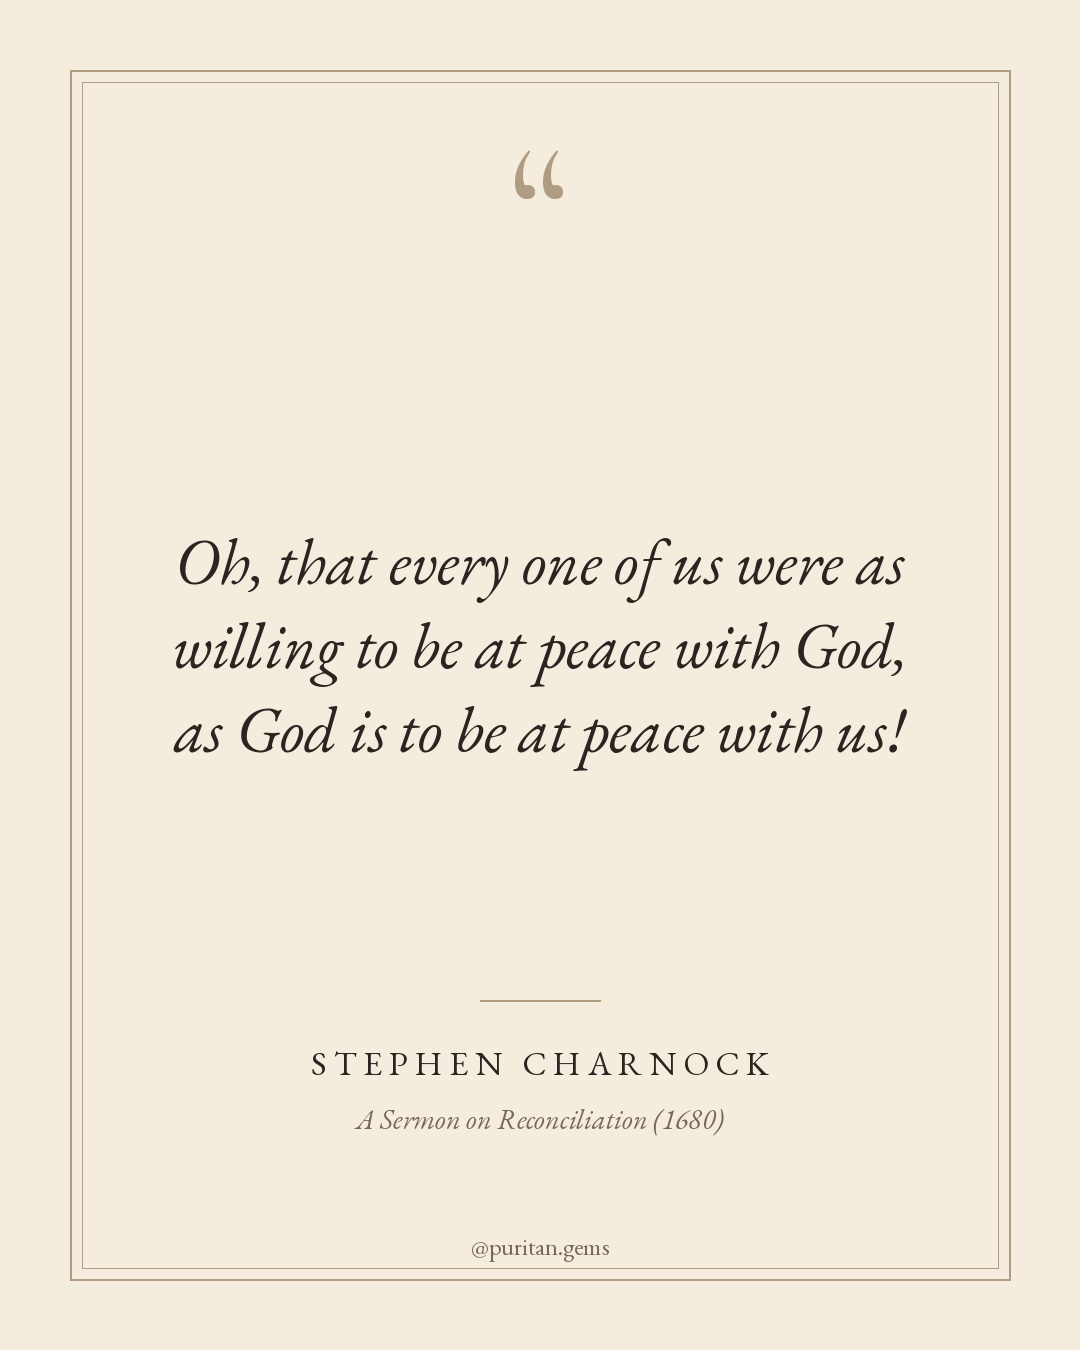 “
Oh, that every one of us were as
willing to be at peace with God,
as God is to be at peace with us!
STEPHEN CHARNOCK
A Sermon on Reconciliation (1680)
@puritan.gems